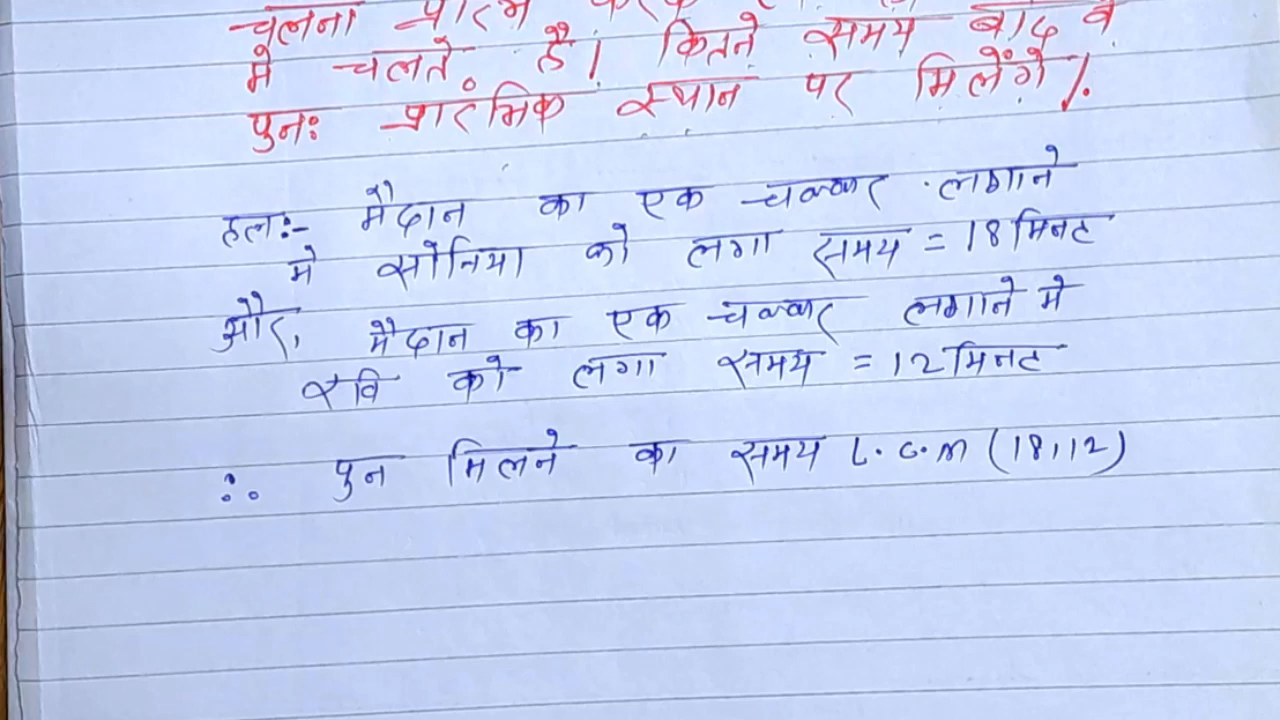 चलना प्रारंभ करके
में चलते हैं। कितने समय बाद वे
पुनः प्रारंभिक स्थान पर मिलेंगे।
हलः- मैदान का एक चक्कर लगाने
मे सोनिया को लगा समय = 18 मिनट
और, मैदान का एक चक्कर लगाने मे
रवि को लगा समय = 12 मिनट
∴ पुन मिलने का समय L.C.M (18,12)